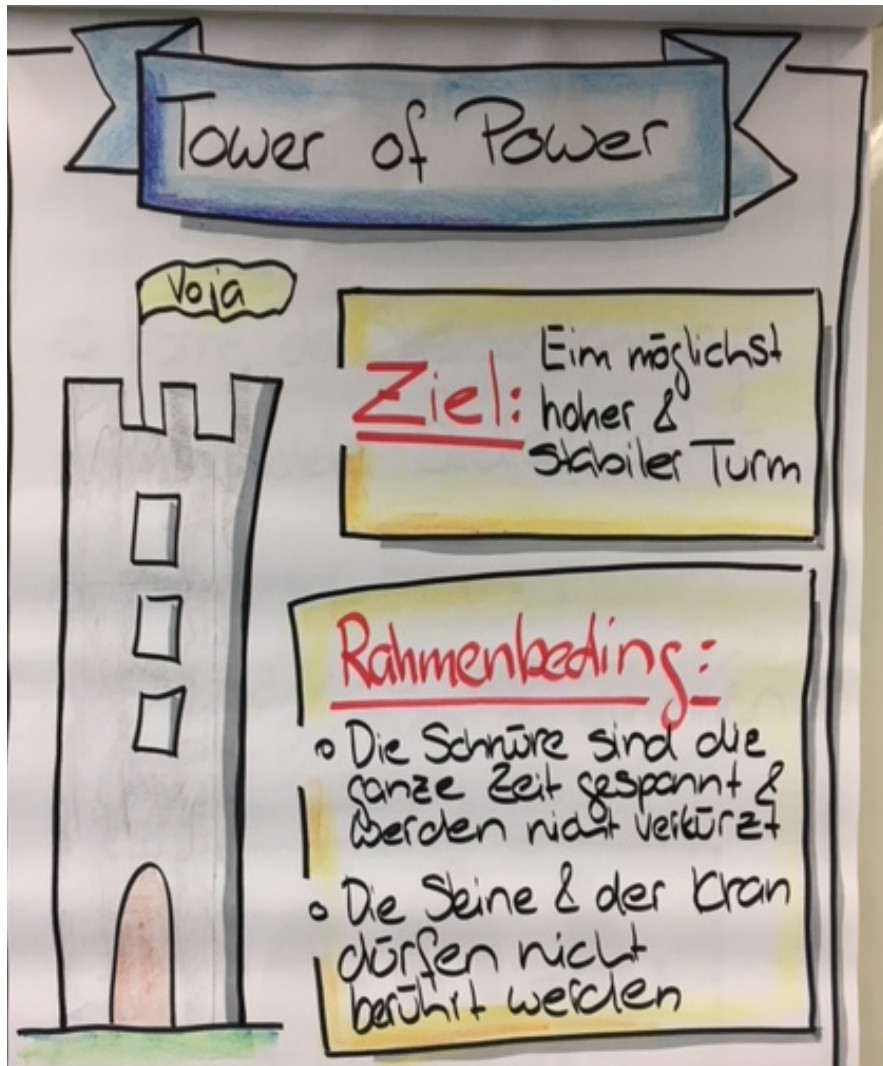 Tower of Power
Voja
Ziel:
Eim möglichst
hoher &
stabiler Turm
Rahmenbeding:
Die Schnüre sind die
ganze Zeit gespannt &
werden nicht verkürzt
Die Steine & der Kran
dürfen nicht
berührt werden